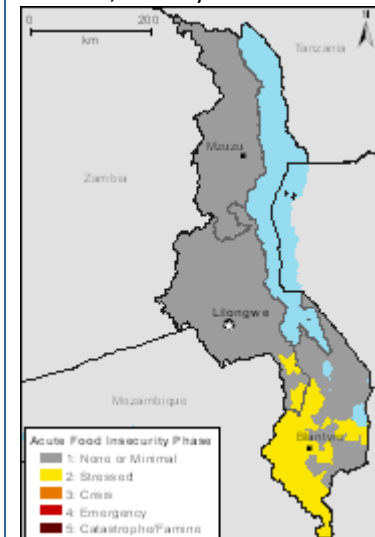 0 200
km
N
Tanzania
Mzuzu
Zambia
Lilongwe
Mozambique
Blantyre
Acute Food Insecurity Phase
1: None or Minimal
2: Stressed
3: Crisis
4: Emergency
5: Catastrophe/Famine